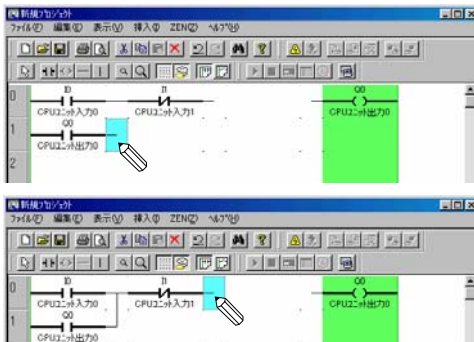 新規プロジェクト
ファイル(F) 編集(E) 表示(V) 挿入(I) ZEN(Z) ヘルプ(H)
0
I0
I1
Q0
CPUユニット入力0
CPUユニット入力1
CPUユニット出力0
1
Q0
CPUユニット出力0
2
新規プロジェクト
ファイル(F) 編集(E) 表示(V) 挿入(I) ZEN(Z) ヘルプ(H)
0
I0
I1
Q0
CPUユニット入力0
CPUユニット入力1
CPUユニット出力0
1
Q0
CPUユニット出力0